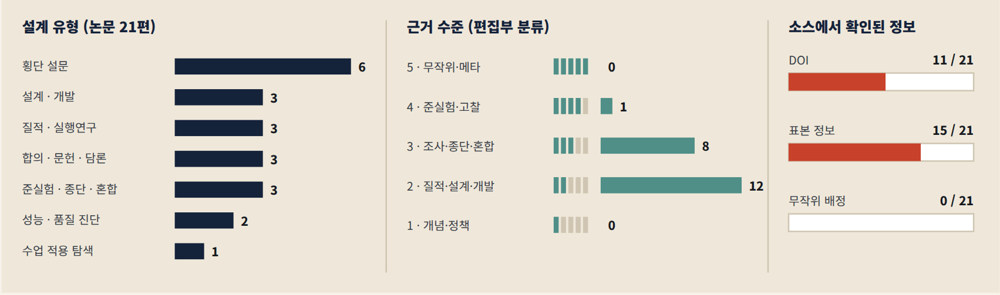 설계 유형 (논문 21편)
횡단 설문 6
설계 · 개발 3
질적 · 실행연구 3
합의 · 문헌 · 담론 3
준실험 · 종단 · 혼합 3
성능 · 품질 진단 2
수업 적용 탐색 1
근거 수준 (편집부 분류)
5 · 무작위·메타 0
4 · 준실험·고찰 1
3 · 조사·종단·혼합 8
2 · 질적·설계·개발 12
1 · 개념·정책 0
소스에서 확인된 정보
DOI 11 / 21
표본 정보 15 / 21
무작위 배정 0 / 21